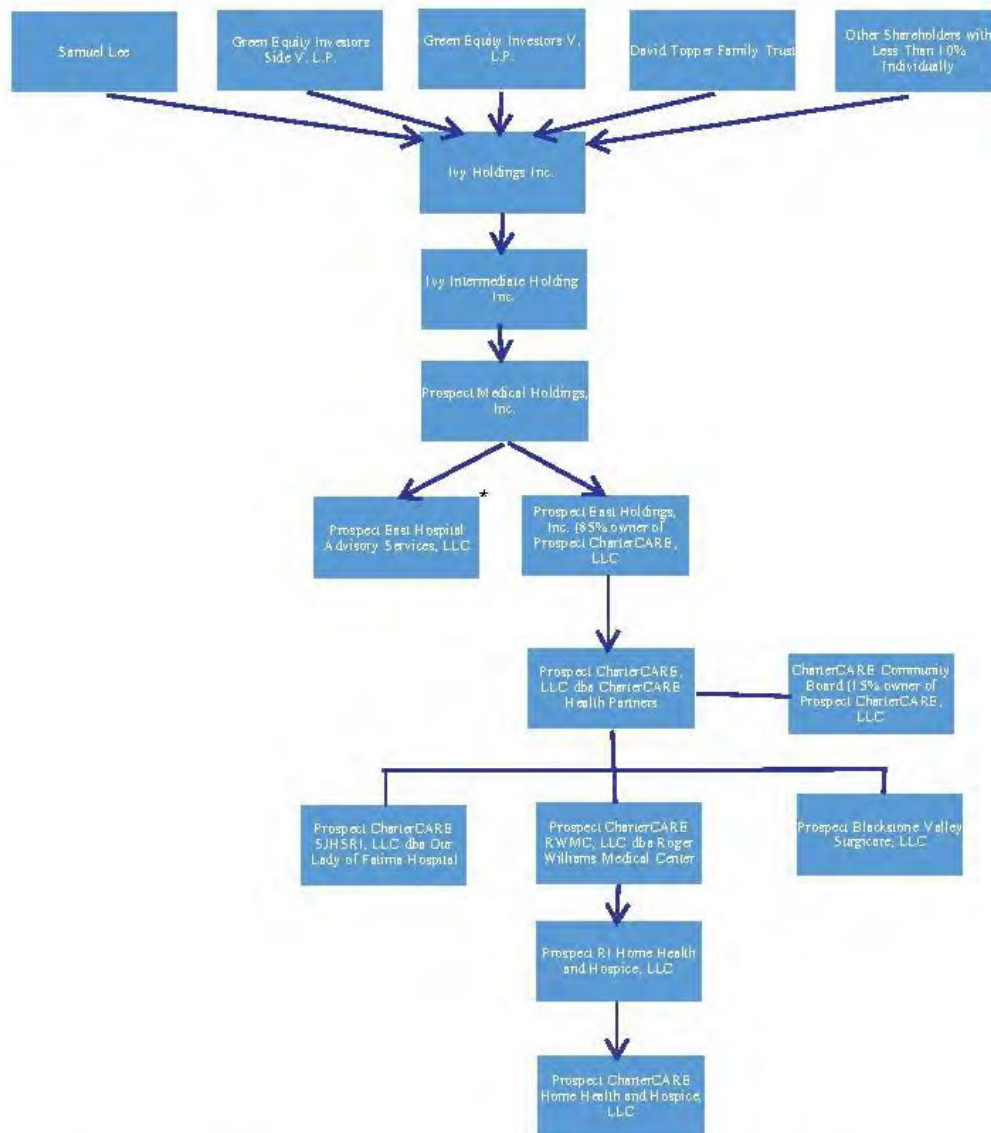 Samuel Lee
Green Equity Investors
Side V, L.P.
Green Equity Investors V,
L.P.
David Topper Family Trust
Other Shareholders with
Less Than 10%
Individually
Ivy Holdings Inc.
Ivy Intermediate Holding
Inc.
Prospect Medical Holdings,
Inc.
*
Prospect East Hospital
Advisory Services, LLC
Prospect East Holdings,
Inc. (85% owner of
Prospect CharterCARE,
LLC
Prospect CharterCARE,
LLC dba CharterCARE
Health Partners
CharterCARE Community
Board (15% owner of
Prospect CharterCARE,
LLC
Prospect CharterCARE
SJHSRI, LLC dba Our
Lady of Fatima Hospital
Prospect CharterCARE
RWMC, LLC dba Roger
Williams Medical Center
Prospect Blackstone Valley
Surgicare, LLC
Prospect RI Home Health
and Hospice, LLC
Prospect CharterCARE
Home Health and Hospice,
LLC